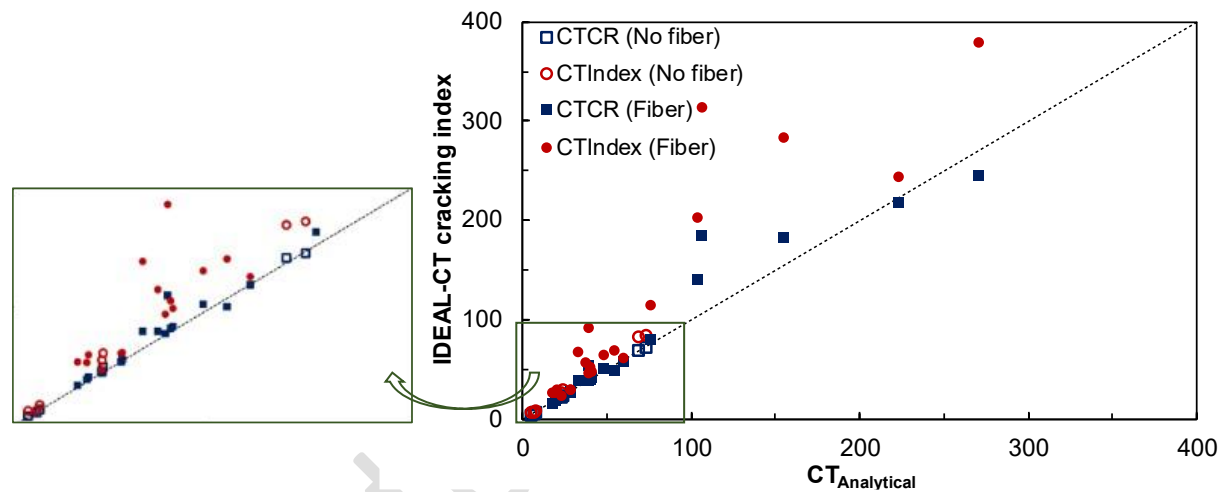 IDEAL-CT cracking index
400
300
200
100
0
CTCR (No fiber)
CTIndex (No fiber)
CTCR (Fiber)
CTIndex (Fiber)
0 100 200 300 400
CTAnalytical